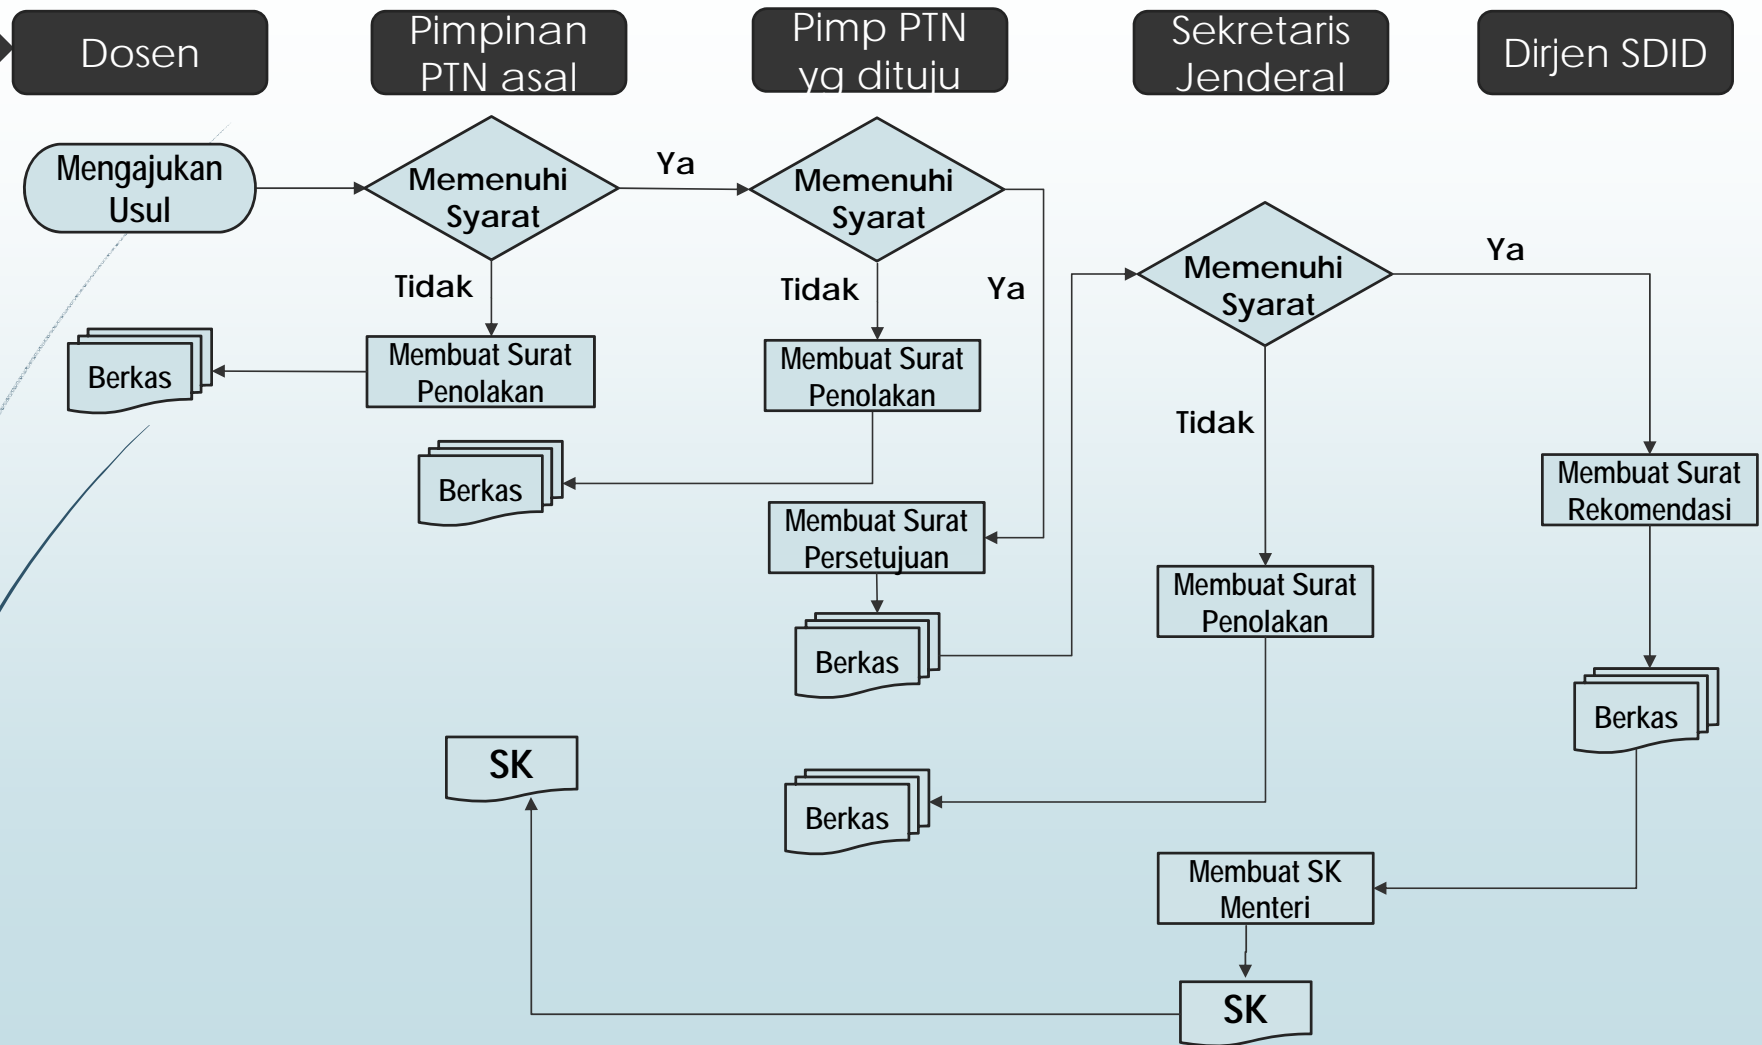 Dosen
Pimpinan
PTN asal
Pimp PTN
yg dituju
Sekretaris
Jenderal
Dirjen SDID
Mengajukan
Usul
Memenuhi
Syarat
Ya
Memenuhi
Syarat
Memenuhi
Syarat
Ya
Tidak
Tidak
Ya
Berkas
Membuat Surat
Penolakan
Membuat Surat
Penolakan
Tidak
Berkas
Membuat Surat
Rekomendasi
Membuat Surat
Persetujuan
Membuat Surat
Penolakan
Berkas
Berkas
SK
Berkas
Membuat SK
Menteri
SK